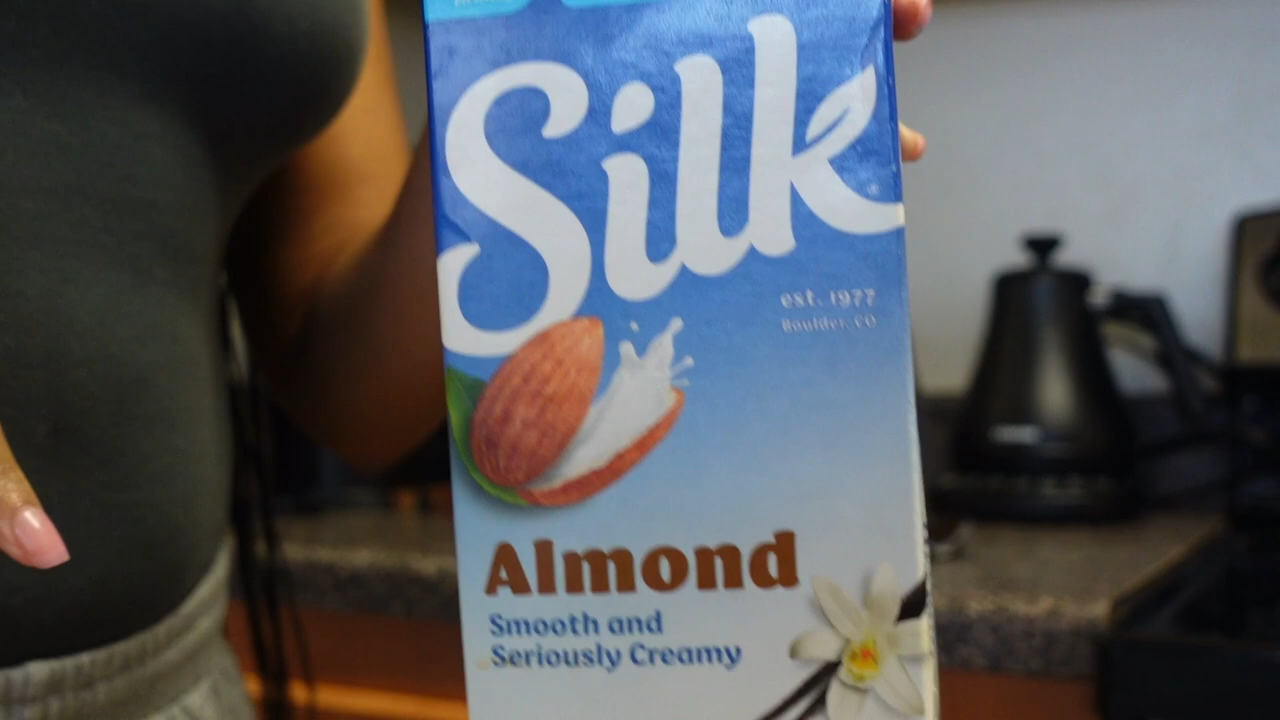 Silk
est. 1977
Boulder, CO
Almond
Smooth and
Seriously Creamy